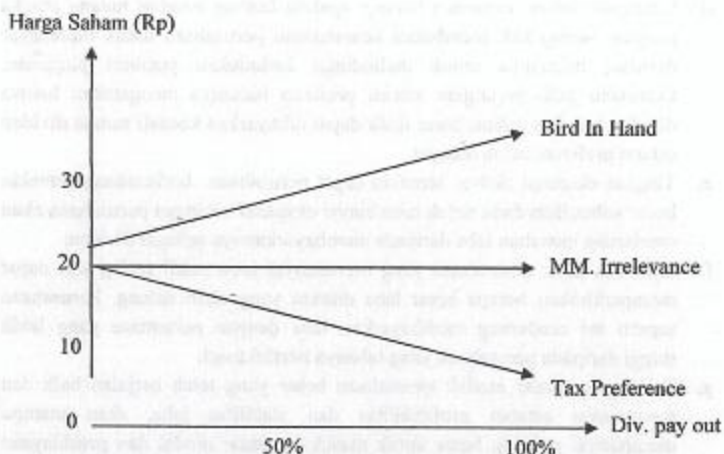 Harga Saham (Rp)
Bird In Hand
30
20
MM. Irrelevance
10
Tax Preference
0
Div. pay out
50%
100%